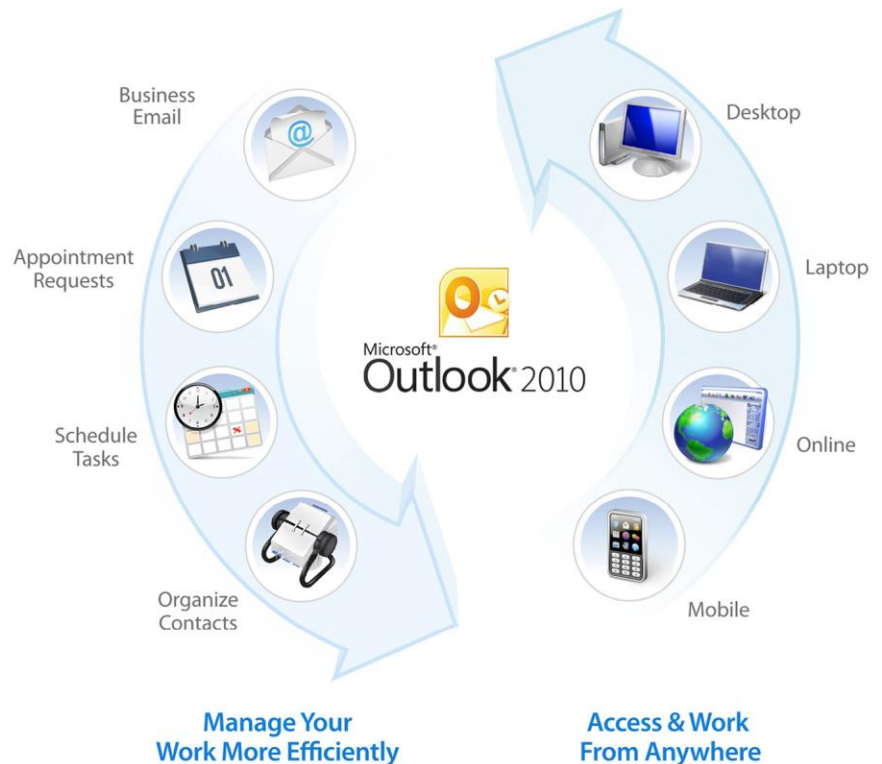 Business
Email
@
Appointment
Requests
01
Schedule
Tasks
Organize
Contacts
Microsoft®
Outlook® 2010
Desktop
Laptop
Online
Mobile
Manage Your
Work More Efficiently
Access & Work
From Anywhere